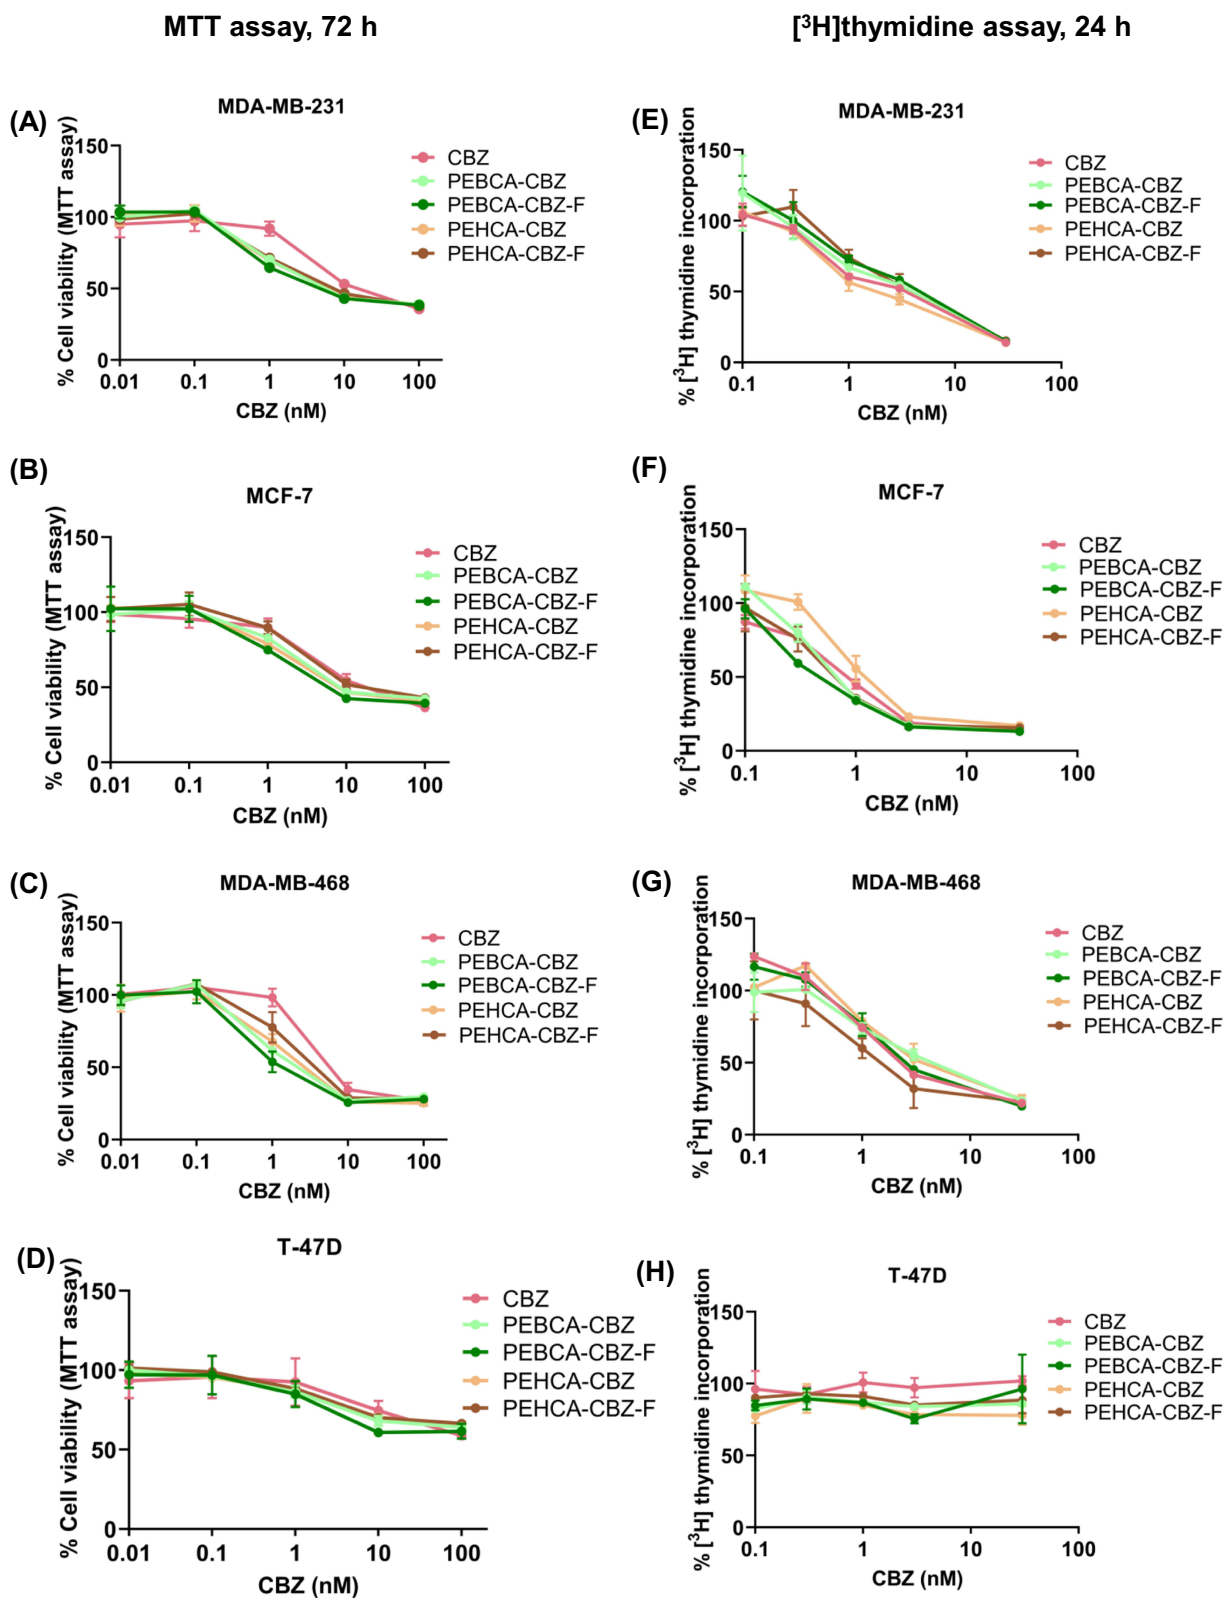 MTT assay, 72 h
[³H]thymidine assay, 24 h
(A)
MDA-MB-231
% Cell viability (MTT assay)
150
100
50
0
0.01 0.1 1 10 100
CBZ (nM)
CBZ
PEBCA-CBZ
PEBCA-CBZ-F
PEHCA-CBZ
PEHCA-CBZ-F
(E)
MDA-MB-231
% [³H] thymidine incorporation
150
100
50
0
0.1 1 10 100
CBZ (nM)
CBZ
PEBCA-CBZ
PEBCA-CBZ-F
PEHCA-CBZ
PEHCA-CBZ-F
(B)
MCF-7
% Cell viability (MTT assay)
150
100
50
0
0.01 0.1 1 10 100
CBZ (nM)
CBZ
PEBCA-CBZ
PEBCA-CBZ-F
PEHCA-CBZ
PEHCA-CBZ-F
(F)
MCF-7
% [³H] thymidine incorporation
150
100
50
0
0.1 1 10 100
CBZ (nM)
CBZ
PEBCA-CBZ
PEBCA-CBZ-F
PEHCA-CBZ
PEHCA-CBZ-F
(C)
MDA-MB-468
% Cell viability (MTT assay)
150
100
50
0
0.01 0.1 1 10 100
CBZ (nM)
CBZ
PEBCA-CBZ
PEBCA-CBZ-F
PEHCA-CBZ
PEHCA-CBZ-F
(G)
MDA-MB-468
% [³H] thymidine incorporation
150
100
50
0
0.1 1 10 100
CBZ (nM)
CBZ
PEBCA-CBZ
PEBCA-CBZ-F
PEHCA-CBZ
PEHCA-CBZ-F
(D)
T-47D
% Cell viability (MTT assay)
150
100
50
0
0.01 0.1 1 10 100
CBZ (nM)
CBZ
PEBCA-CBZ
PEBCA-CBZ-F
PEHCA-CBZ
PEHCA-CBZ-F
(H)
T-47D
% [³H] thymidine incorporation
150
100
50
0
0.1 1 10 100
CBZ (nM)
CBZ
PEBCA-CBZ
PEBCA-CBZ-F
PEHCA-CBZ
PEHCA-CBZ-F